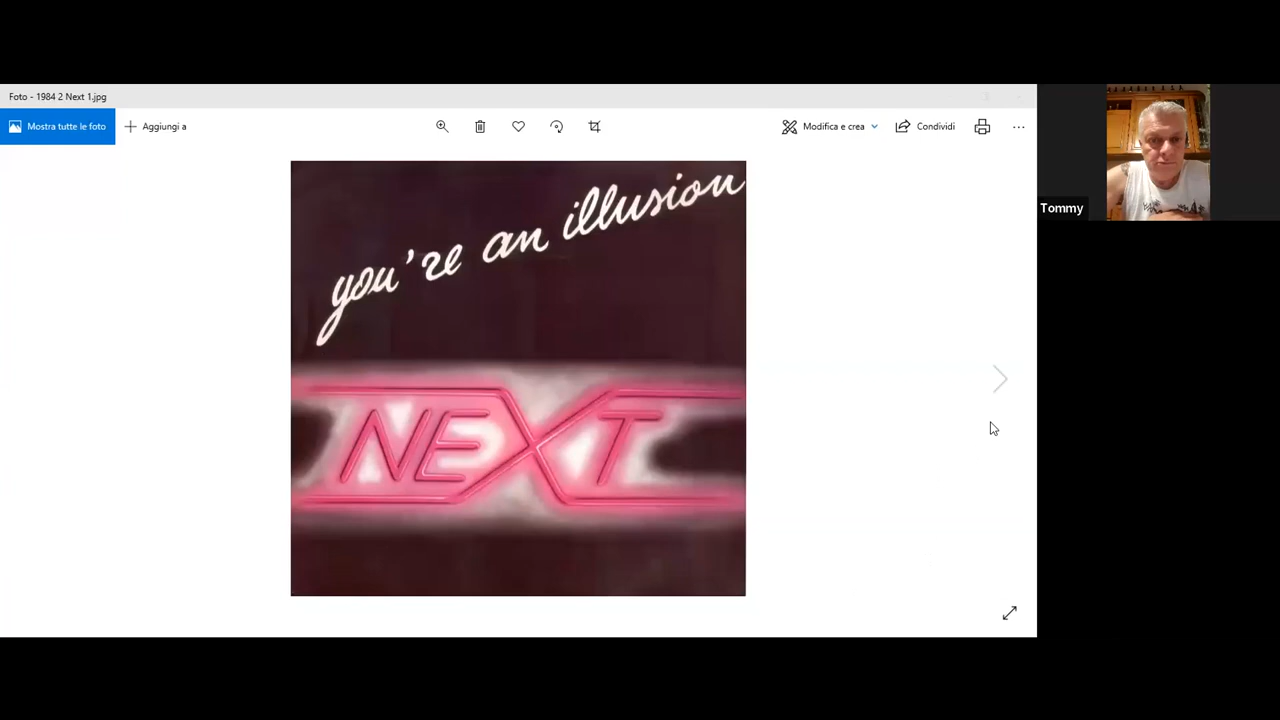 Foto - 1984 2 Next 1.jpg
Mostra tutte le foto
Aggiungi a
Modifica e crea
Condividi
you're an illusion
NEXT
Tommy